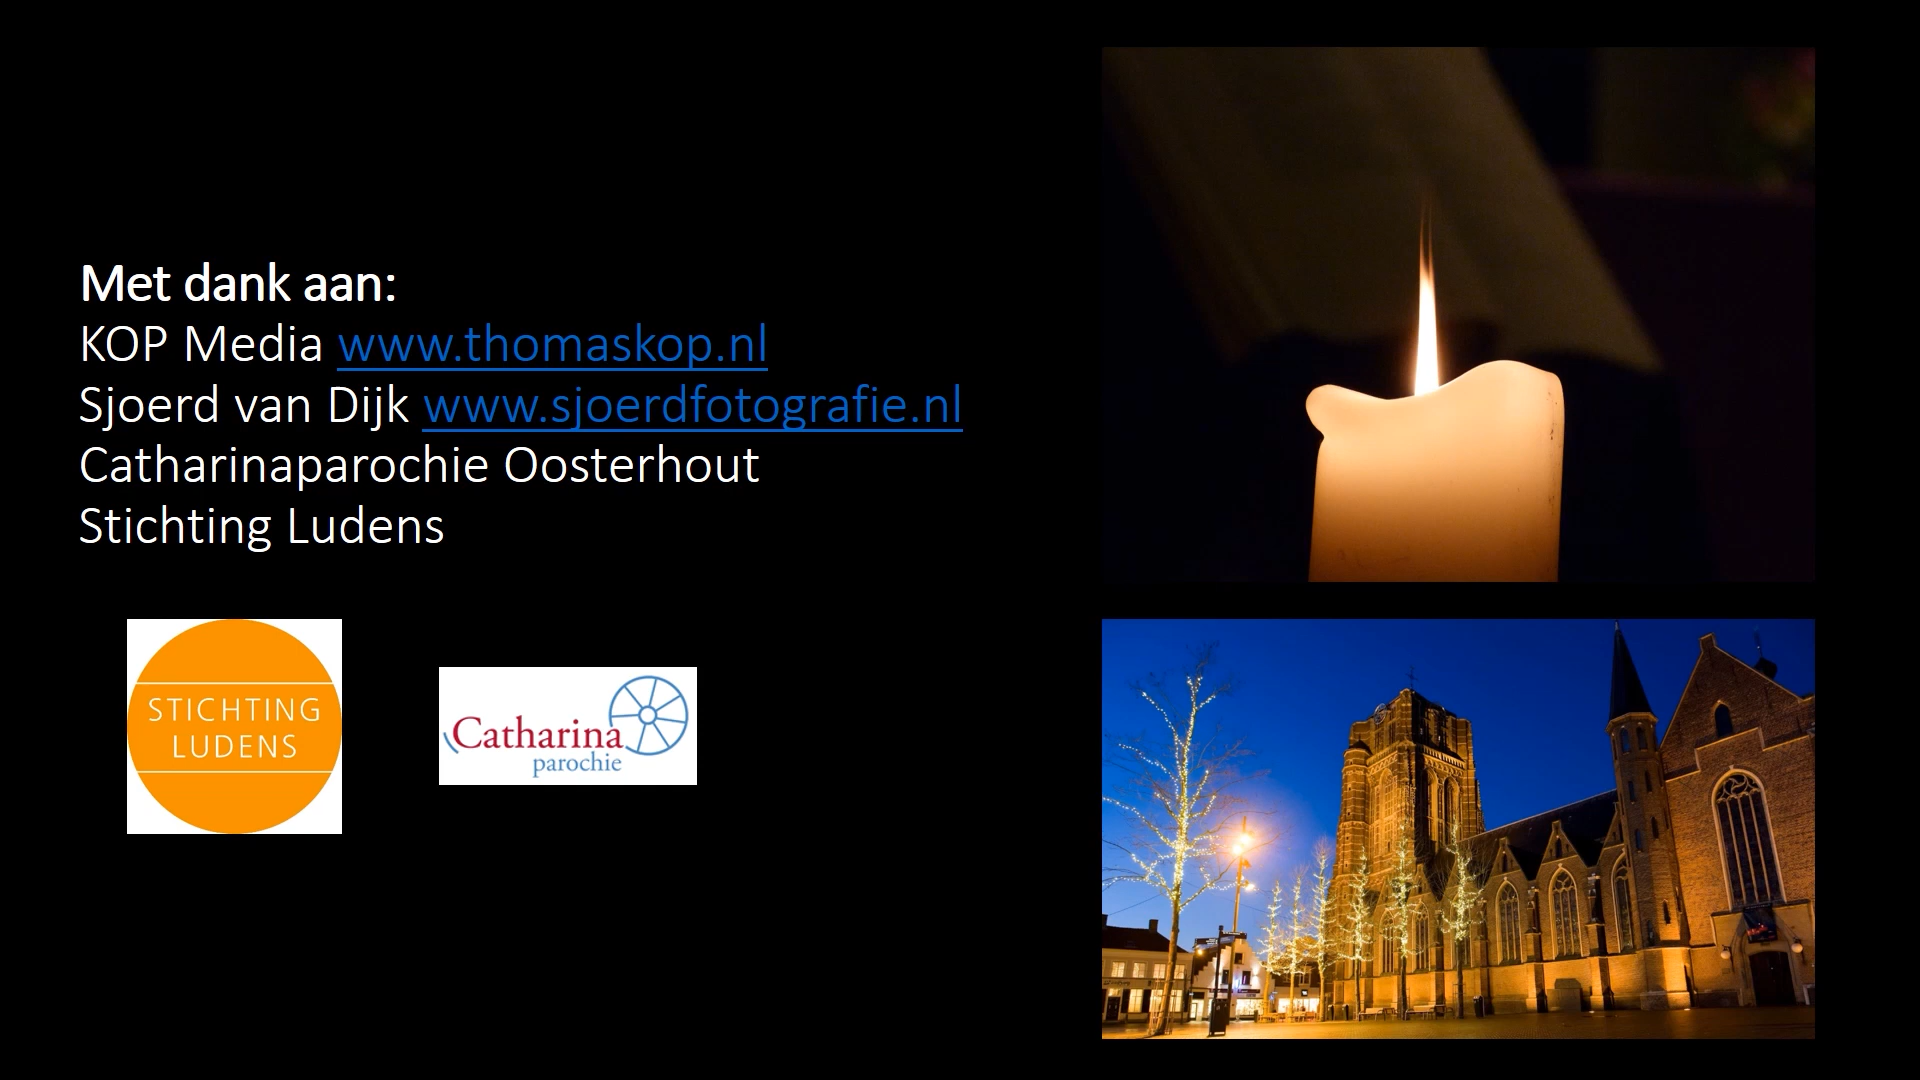 Met dank aan:
KOP Media www.thomaskop.nl
Sjoerd van Dijk www.sjoerdfotografie.nl
Catharinaparochie Oosterhout
Stichting Ludens
STICHTING
LUDENS
Catharina
parochie